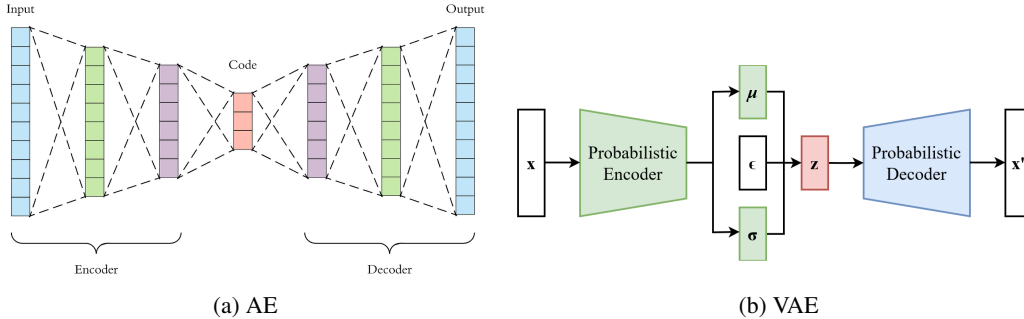 Input
Output
Code
Encoder
Decoder
(a) AE
x
Probabilistic
Encoder
μ
ϵ
σ
z
Probabilistic
Decoder
x'
(b) VAE